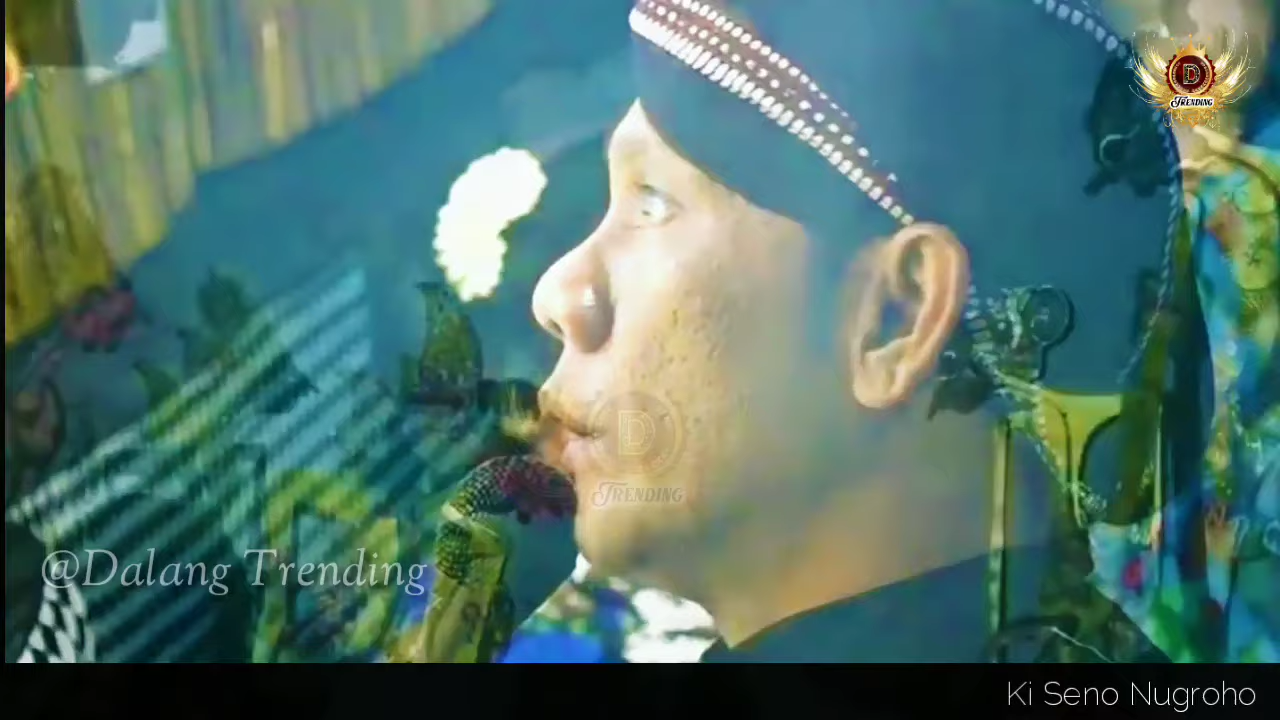 D
TRENDING
D
TRENDING
@Dalang Trending
Ki Seno Nugroho